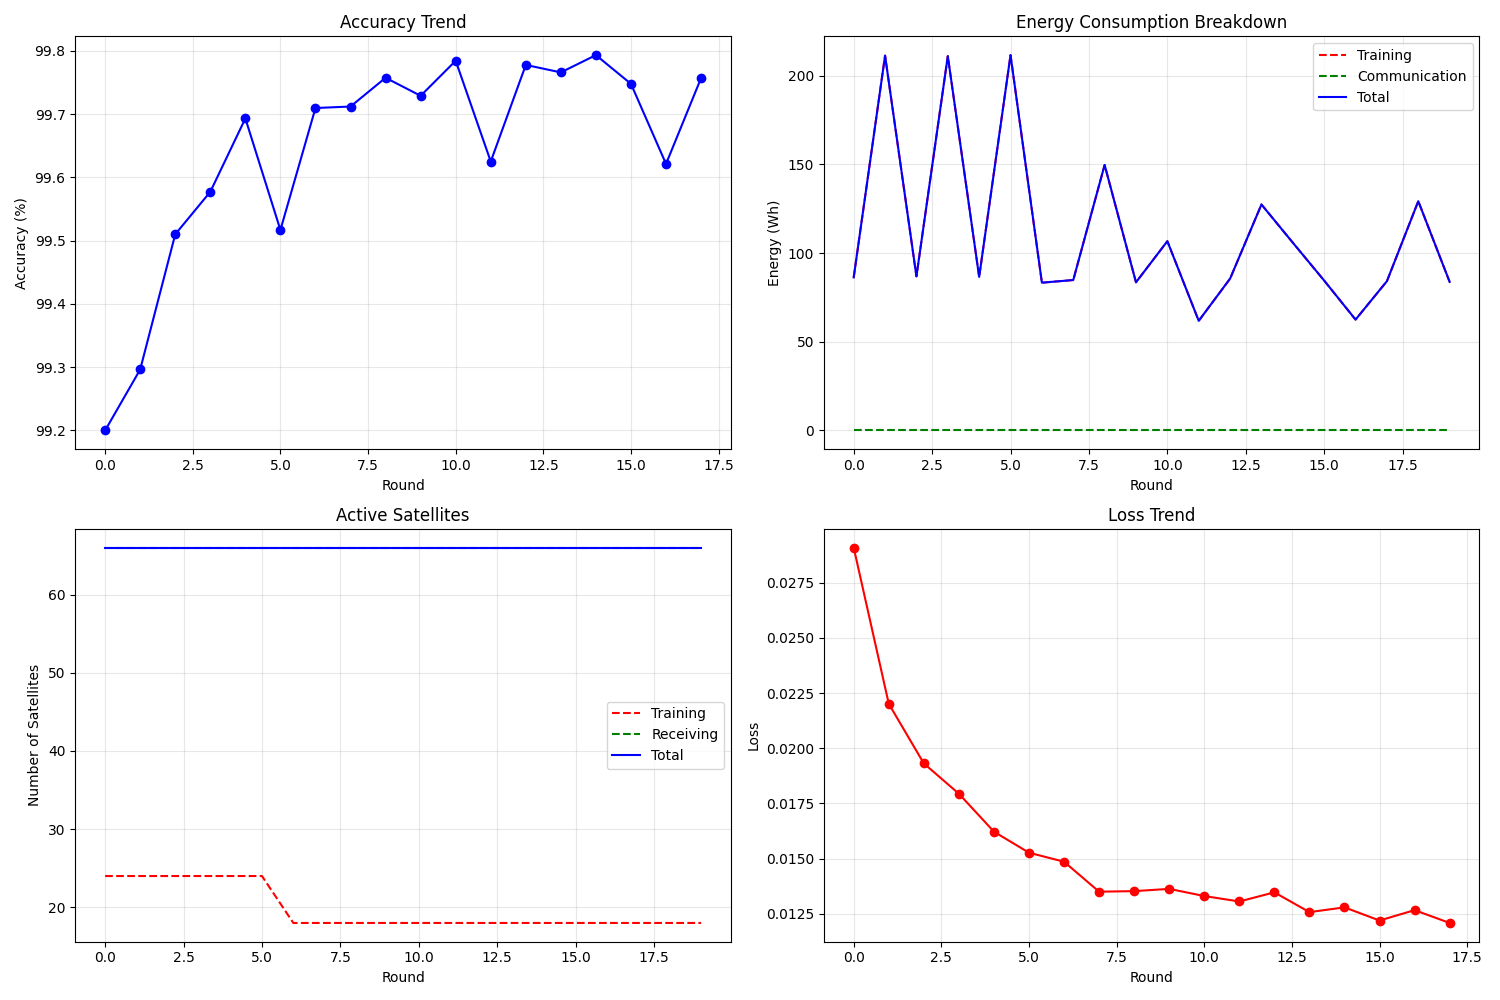 Accuracy Trend
Accuracy (%)
99.8
99.7
99.6
99.5
99.4
99.3
99.2
0.0 2.5 5.0 7.5 10.0 12.5 15.0 17.5
Round
Energy Consumption Breakdown
Energy (Wh)
200
150
100
50
0
Training
Communication
Total
0.0 2.5 5.0 7.5 10.0 12.5 15.0 17.5
Round
Active Satellites
Number of Satellites
60
50
40
30
20
Training
Receiving
Total
0.0 2.5 5.0 7.5 10.0 12.5 15.0 17.5
Round
Loss Trend
Loss
0.0275
0.0250
0.0225
0.0200
0.0175
0.0150
0.0125
0.0 2.5 5.0 7.5 10.0 12.5 15.0 17.5
Round